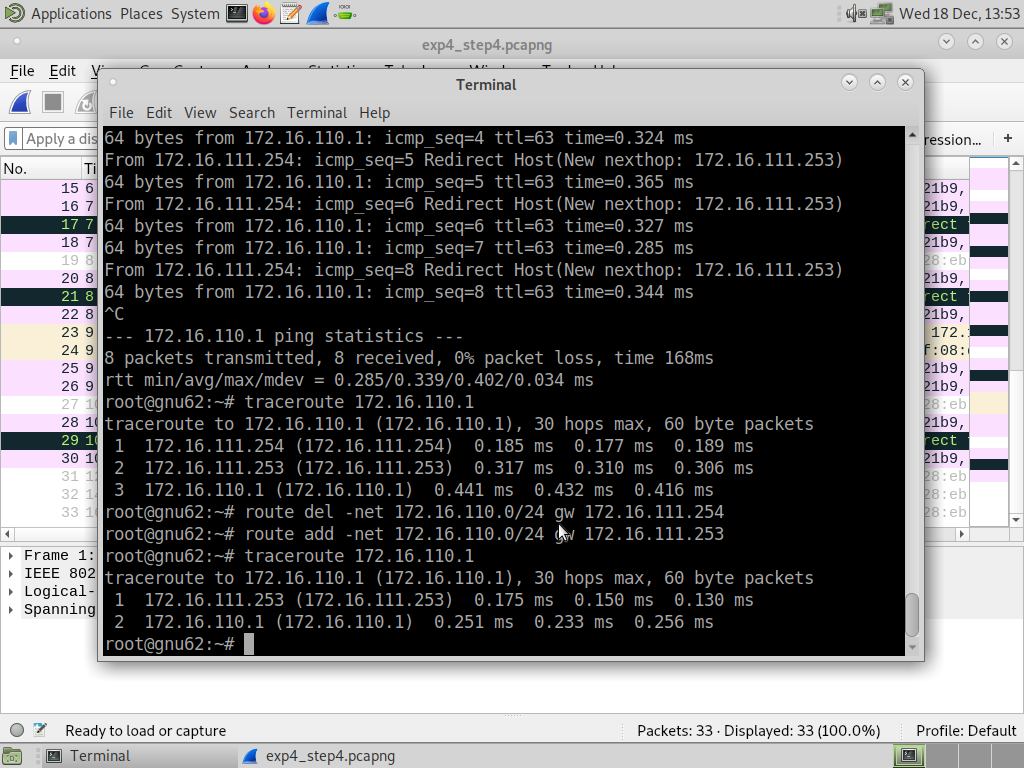 Applications Places System Wed 18 Dec, 13:53
exp4_step4.pcapng
File Edit
Terminal
File Edit View Search Terminal Help
Apply a dis
ression... +
No. Ti
15 6 21b9,
16 7 21b9,
17 7 rect
18 7 21b9,
19 8 28:eb
20 8 21b9,
21 8 rect
22 8 21b9,
23 9 172.
24 9 f:08:
25 9 21b9,
26 9 21b9,
27 10 28:eb
28 10 21b9,
29 10 rect
30 10 21b9,
31 12 28:eb
32 12 28:eb
33 28:eb
64 bytes from 172.16.110.1: icmp_seq=4 ttl=63 time=0.324 ms
From 172.16.111.254: icmp_seq=5 Redirect Host(New nexthop: 172.16.111.253)
64 bytes from 172.16.110.1: icmp_seq=5 ttl=63 time=0.365 ms
From 172.16.111.254: icmp_seq=6 Redirect Host(New nexthop: 172.16.111.253)
64 bytes from 172.16.110.1: icmp_seq=6 ttl=63 time=0.327 ms
64 bytes from 172.16.110.1: icmp_seq=7 ttl=63 time=0.285 ms
From 172.16.111.254: icmp_seq=8 Redirect Host(New nexthop: 172.16.111.253)
64 bytes from 172.16.110.1: icmp_seq=8 ttl=63 time=0.344 ms
^C
--- 172.16.110.1 ping statistics ---
8 packets transmitted, 8 received, 0% packet loss, time 168ms
rtt min/avg/max/mdev = 0.285/0.339/0.402/0.034 ms
root@gnu62:~# traceroute 172.16.110.1
traceroute to 172.16.110.1 (172.16.110.1), 30 hops max, 60 byte packets
1 172.16.111.254 (172.16.111.254) 0.185 ms 0.177 ms 0.189 ms
2 172.16.111.253 (172.16.111.253) 0.317 ms 0.310 ms 0.306 ms
3 172.16.110.1 (172.16.110.1) 0.441 ms 0.432 ms 0.416 ms
root@gnu62:~# route del -net 172.16.110.0/24 gw 172.16.111.254
root@gnu62:~# route add -net 172.16.110.0/24 gw 172.16.111.253
root@gnu62:~# traceroute 172.16.110.1
traceroute to 172.16.110.1 (172.16.110.1), 30 hops max, 60 byte packets
1 172.16.111.253 (172.16.111.253) 0.175 ms 0.150 ms 0.130 ms
2 172.16.110.1 (172.16.110.1) 0.251 ms 0.233 ms 0.256 ms
root@gnu62:~#
Frame 1:
IEEE 802
Logical-
Spanning
Ready to load or capture Packets: 33 · Displayed: 33 (100.0%) Profile: Default
Terminal exp4_step4.pcapng